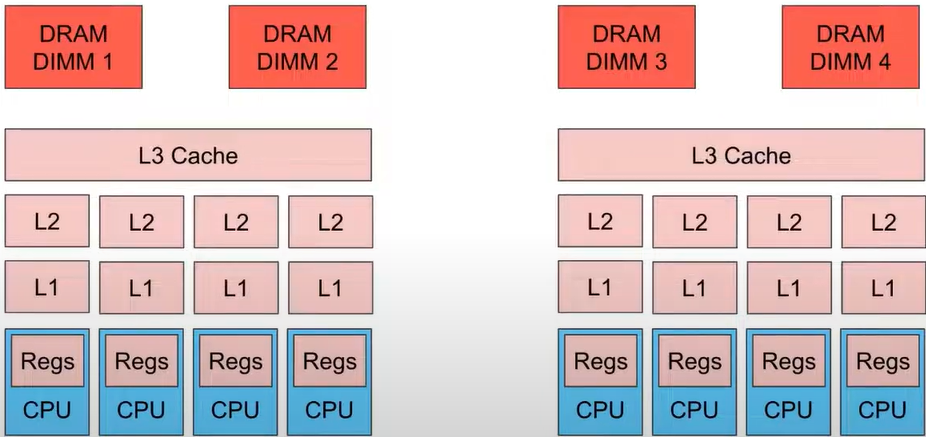 DRAM
DIMM 1
DRAM
DIMM 2
DRAM
DIMM 3
DRAM
DIMM 4
L3 Cache
L3 Cache
L2 L2 L2 L2
L2 L2 L2 L2
L1 L1 L1 L1
L1 L1 L1 L1
Regs Regs Regs Regs
Regs Regs Regs Regs
CPU CPU CPU CPU
CPU CPU CPU CPU